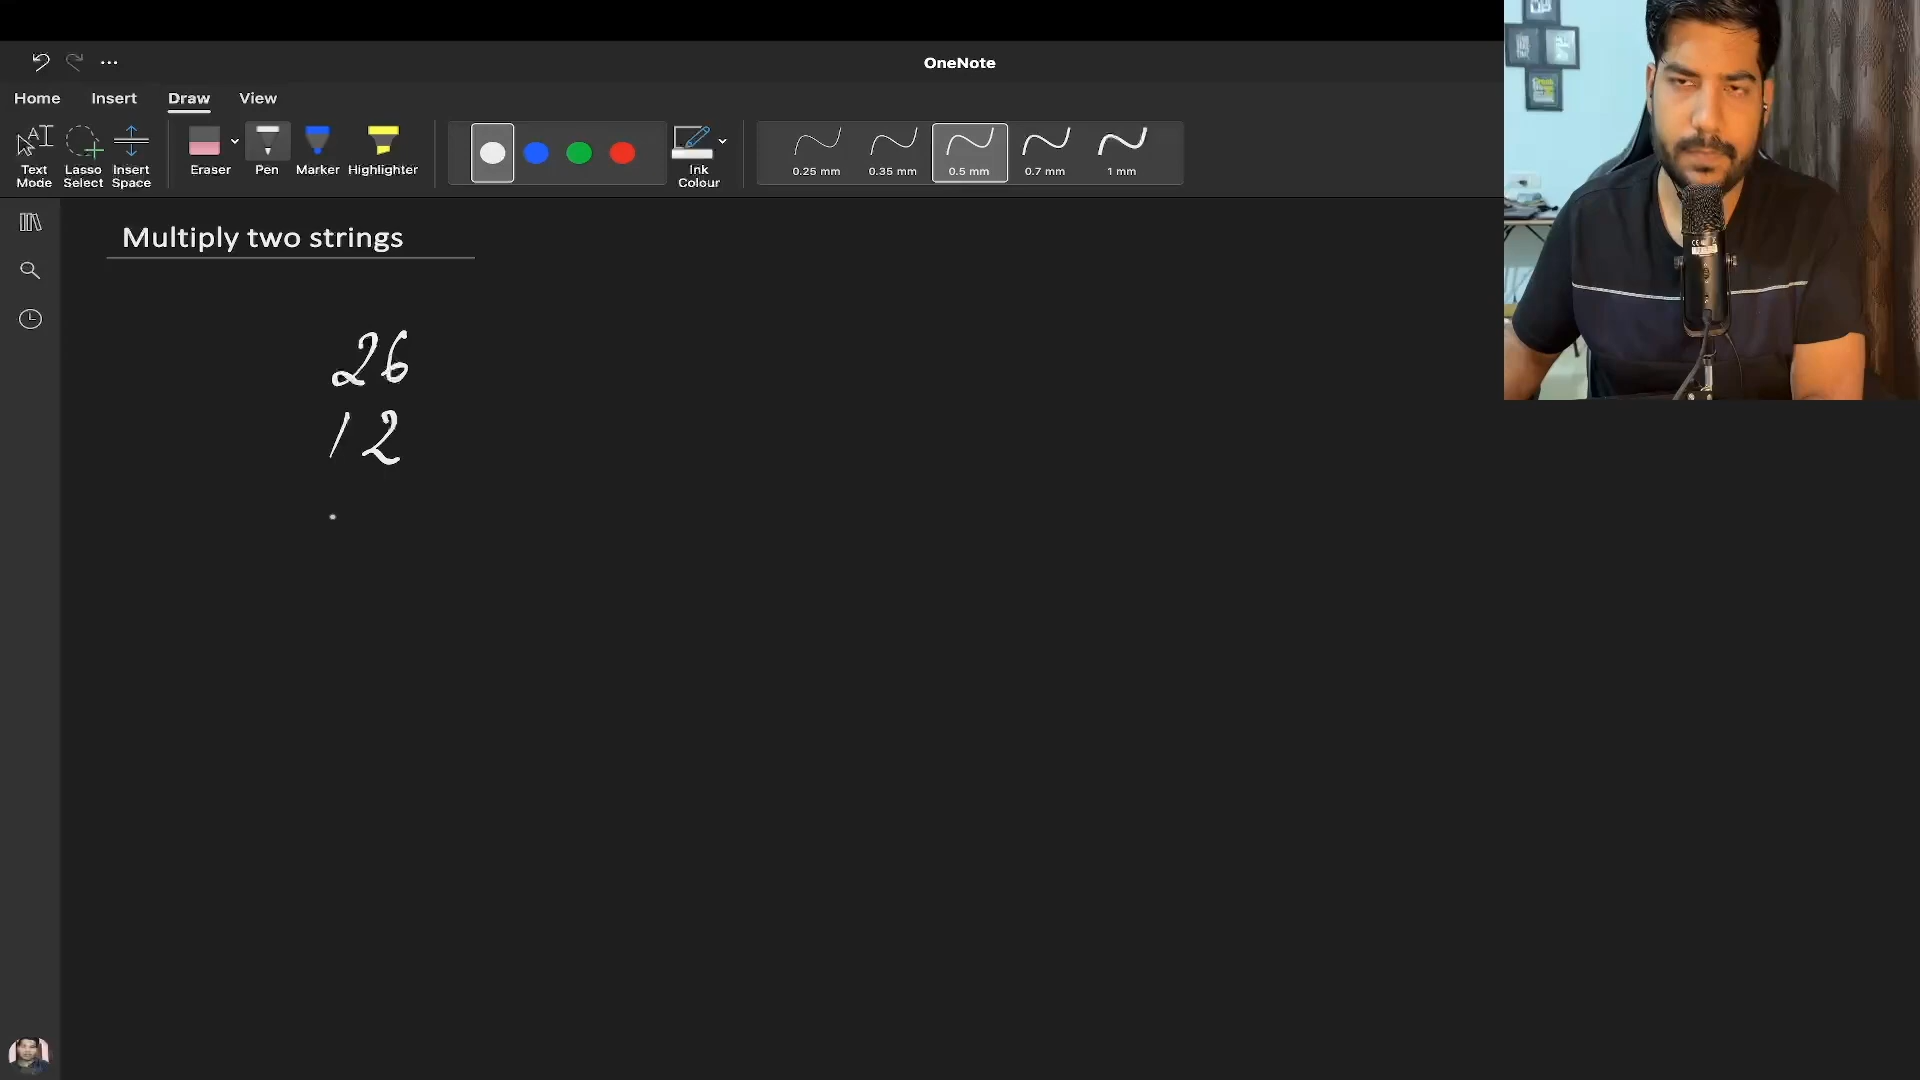 OneNote
Home Insert Draw View
Text Mode Lasso Select Insert Space Eraser Pen Marker Highlighter Ink Colour 0.25 mm 0.35 mm 0.5 mm 0.7 mm 1 mm
Multiply two strings
26
12